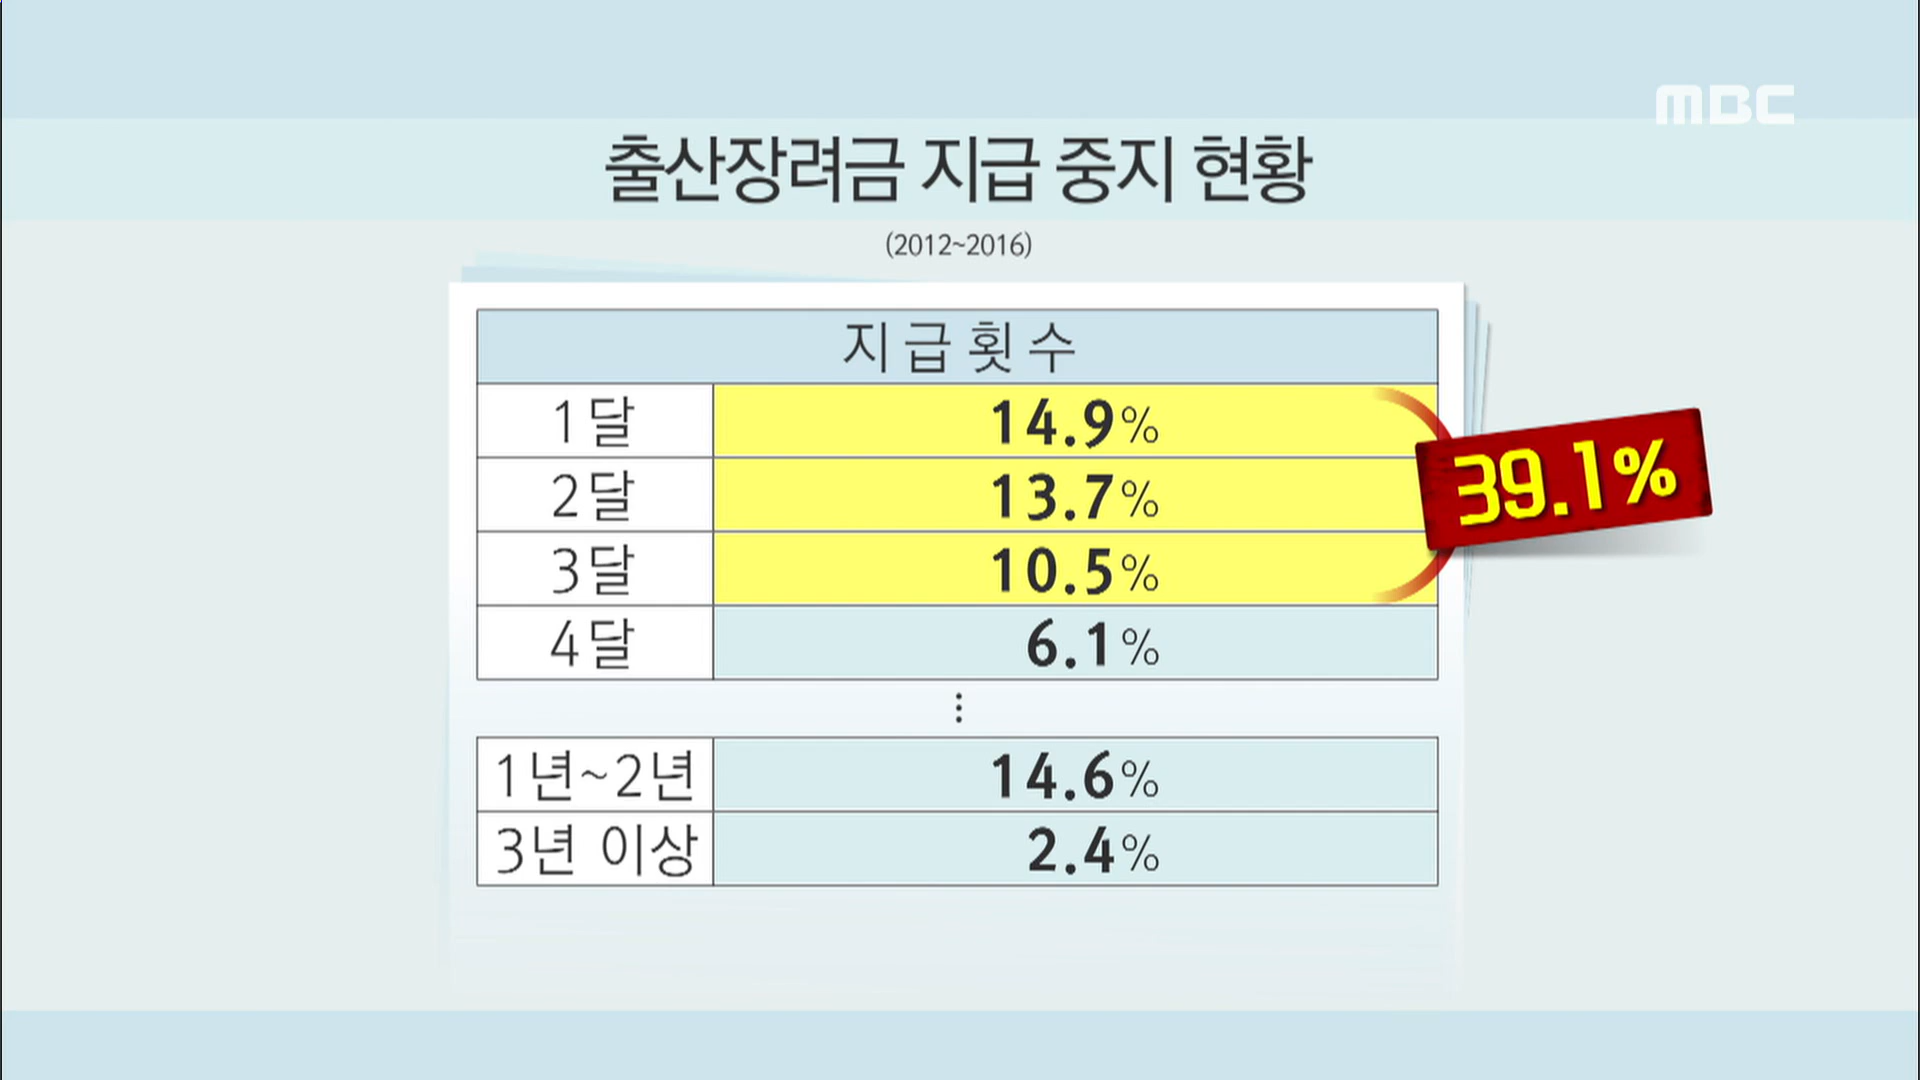 MBC
출산장려금 지급 중지 현황
(2012~2016)
지급횟수
1달 14.9%
2달 13.7%
3달 10.5%
39.1%
4달 6.1%
⋮
1년~2년 14.6%
3년 이상 2.4%